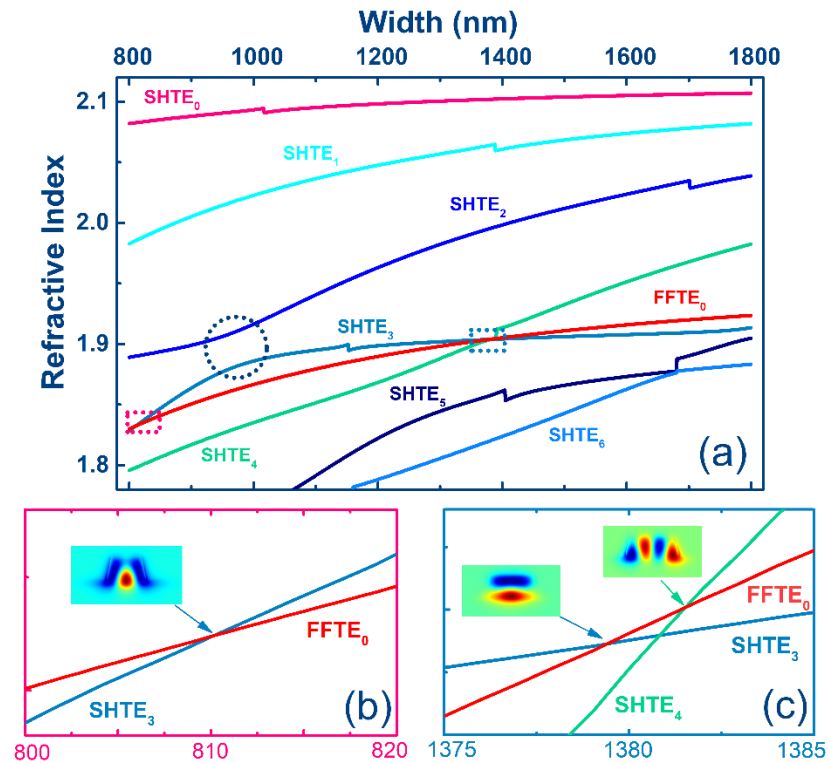 Width (nm)
800 1000 1200 1400 1600 1800
Refractive Index
2.1
2.0
1.9
1.8
SHTE₀
SHTE₁
SHTE₂
FFTE₀
SHTE₃
SHTE₅
SHTE₄
SHTE₆
(a)
FFTE₀
SHTE₃
(b)
800 810 820
FFTE₀
SHTE₃
SHTE₄
(c)
1375 1380 1385